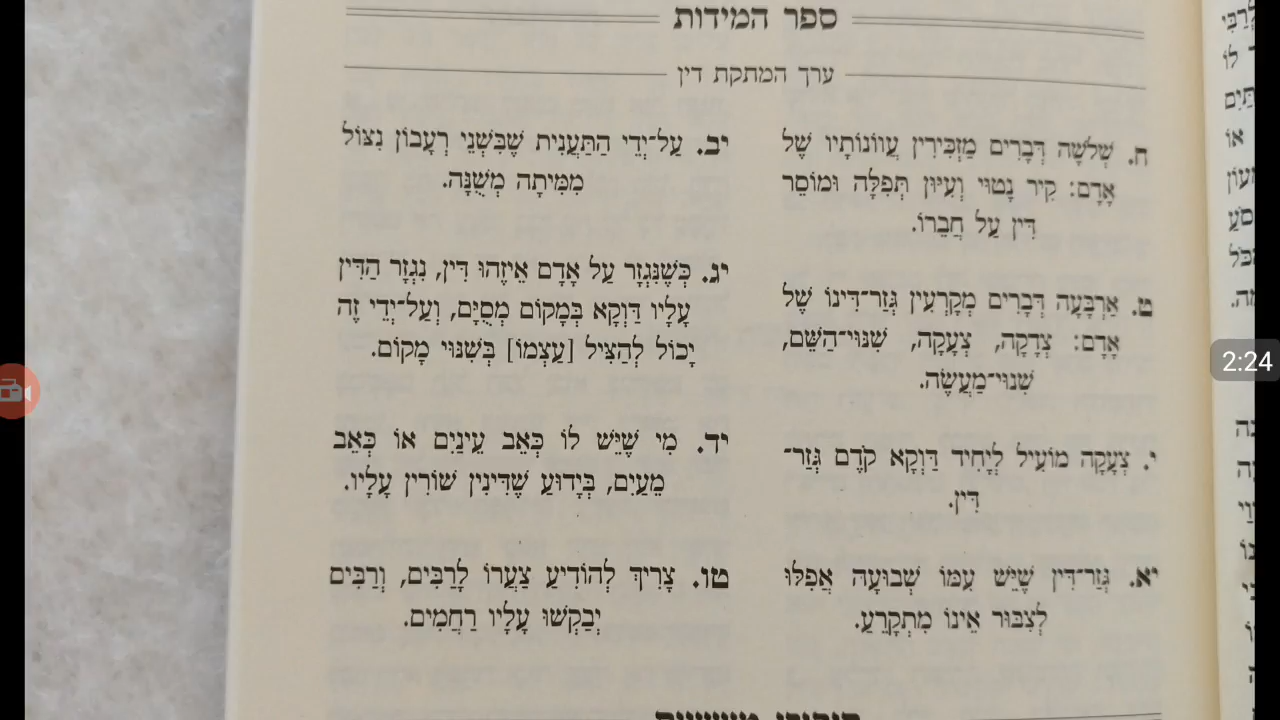 ספר המידות
ערך המתקת דין
ח. שְׁלֹשָׁה דְּבָרִים מַזְכִּירִין עֲווֹנוֹתָיו שֶׁל
אָדָם: קִיר נָטוּי וְעִיּוּן תְּפִלָּה וּמוֹסֵר
דִּין עַל חֲבֵרוֹ.
ט. אַרְבָּעָה דְּבָרִים מְקָרְעִין גְּזַר־דִּינוֹ שֶׁל
אָדָם: צְדָקָה, צְעָקָה, שִׁנּוּי־הַשֵּׁם,
שִׁנּוּי־מַעֲשֶׂה.
י. צְעָקָה מוֹעִיל לְיָחִיד דַּוְקָא קֹדֶם גְּזַר־
דִּין.
יא. גְּזַר־דִּין שֶׁיֵּשׁ עִמּוֹ שְׁבוּעָה אֲפִלּוּ
לְצִבּוּר אֵינוֹ מִתְקָרֵעַ.
יב. עַל־יְדֵי הַתַּעֲנִית שֶׁבִּשְׁנֵי רְעָבוֹן נִצּוֹל
מִמִּיתָה מְשֻׁנָּה.
יג. כְּשֶׁנִּגְזָר עַל אָדָם אֵיזֶהוּ דִּין, נִגְזַר הַדִּין
עָלָיו דַּוְקָא בְּמָקוֹם מְסֻיָּם, וְעַל־יְדֵי זֶה
יָכוֹל לְהַצִּיל [עַצְמוֹ] בְּשִׁנּוּי מָקוֹם.
יד. מִי שֶׁיֵּשׁ לוֹ כְּאֵב עֵינַיִם אוֹ כְּאֵב
מֵעַיִם, בְּיָדוּעַ שֶׁדִּינִין שׁוֹרִין עָלָיו.
טו. צָרִיךְ לְהוֹדִיעַ צַעֲרוֹ לָרַבִּים, וְרַבִּים
יְבַקְשׁוּ עָלָיו רַחֲמִים.
2:24